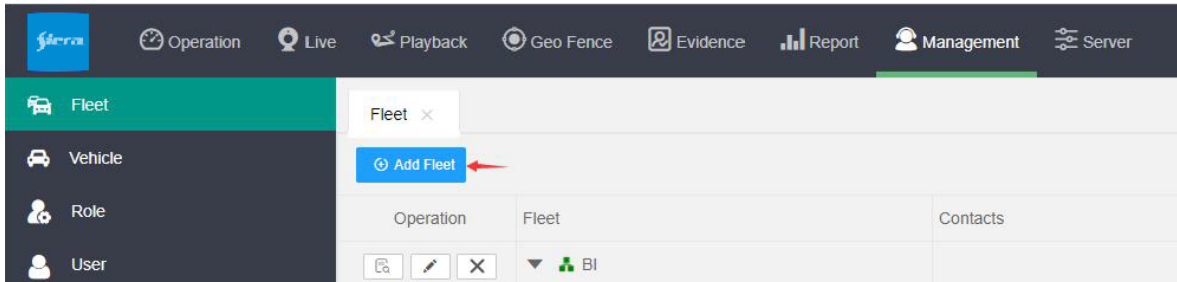 fiera Operation Live Playback Geo Fence Evidence Report Management Server
Fleet
Vehicle
Role
User
Fleet ×
Add Fleet
Operation Fleet Contacts
BI